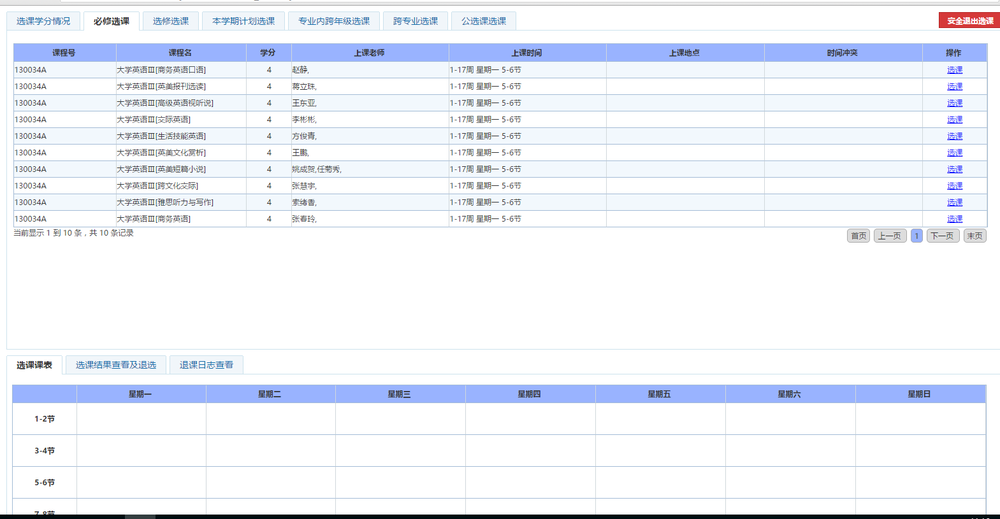 选课学分情况 必修选课 选修选课 本学期计划选课 专业内跨年级选课 跨专业选课 公选课选课 安全退出选课
课程号 课程名 学分 上课老师 上课时间 上课地点 时间冲突 操作
130034A 大学英语Ⅲ[商务英语口语] 4 赵静, 1-17周 星期一 5-6节 选课
130034A 大学英语Ⅲ[英美报刊选读] 4 蒋立珠, 1-17周 星期一 5-6节 选课
130034A 大学英语Ⅲ[高级英语视听说] 4 王东亚, 1-17周 星期一 5-6节 选课
130034A 大学英语Ⅲ[交际英语] 4 李彬彬, 1-17周 星期一 5-6节 选课
130034A 大学英语Ⅲ[生活技能英语] 4 方俊青, 1-17周 星期一 5-6节 选课
130034A 大学英语Ⅲ[英美文化赏析] 4 王鹏, 1-17周 星期一 5-6节 选课
130034A 大学英语Ⅲ[英美短篇小说] 4 姚成贺,任菊秀, 1-17周 星期一 5-6节 选课
130034A 大学英语Ⅲ[跨文化交际] 4 张慧宇, 1-17周 星期一 5-6节 选课
130034A 大学英语Ⅲ[雅思听力与写作] 4 索绪香, 1-17周 星期一 5-6节 选课
130034A 大学英语Ⅲ[商务英语] 4 张春玲, 1-17周 星期一 5-6节 选课
当前显示 1 到 10 条，共 10 条记录 首页 上一页 1 下一页 末页
选课课表 选课结果查看及退选 退课日志查看
星期一 星期二 星期三 星期四 星期五 星期六 星期日
1-2节
3-4节
5-6节
7-8节